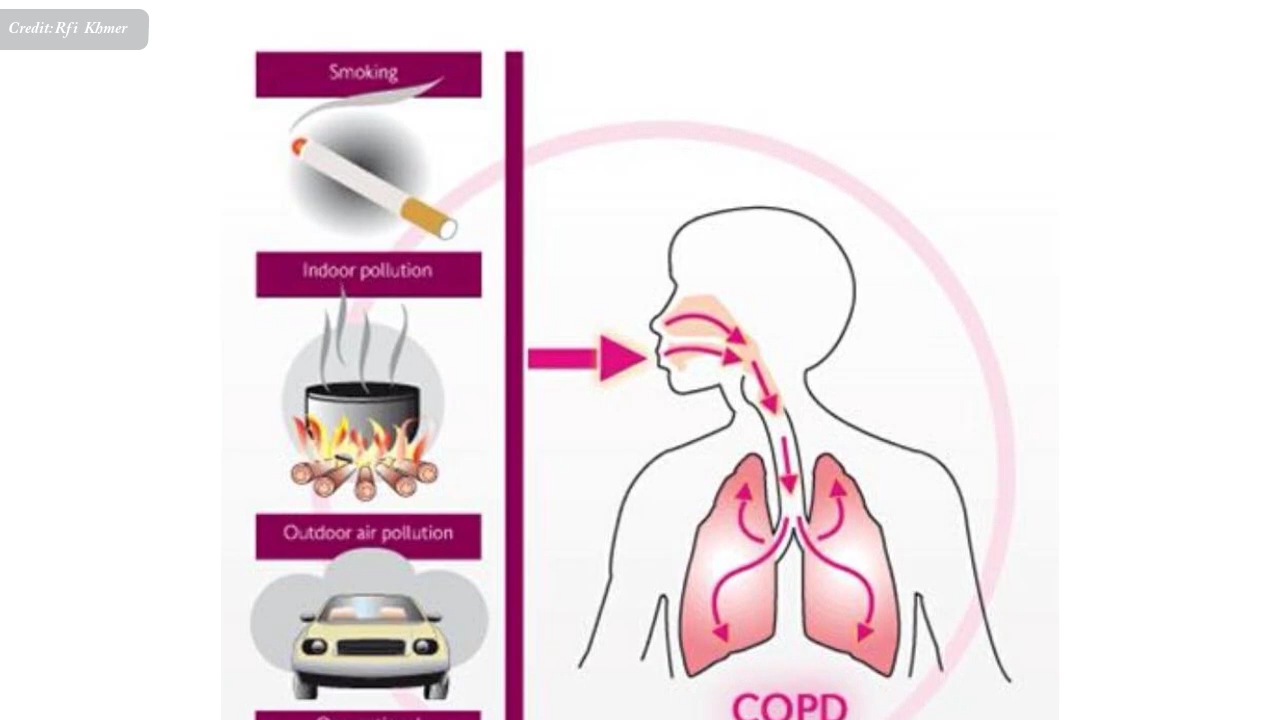 Credit:Rfi Khmer
Smoking
Indoor pollution
Outdoor air pollution
COPD